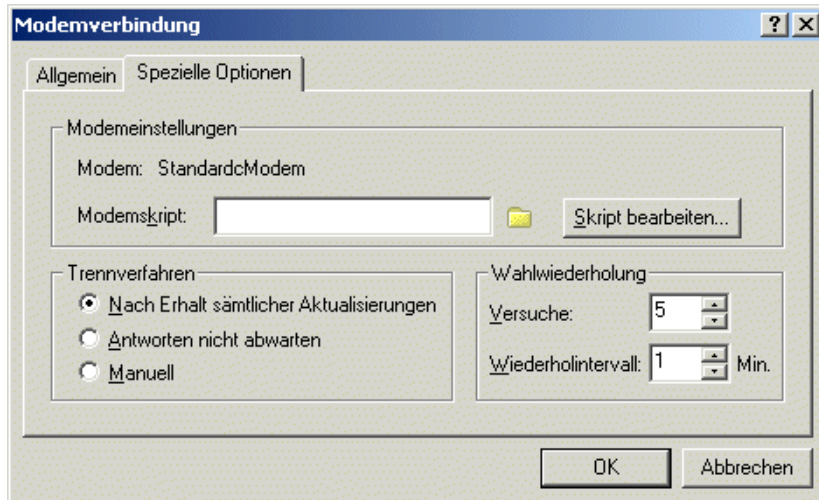 Modemverbindung
Allgemein
Spezielle Optionen
Modemeinstellungen
Modem: StandardcModem
Modemskript:
Skript bearbeiten...
Trennverfahren
Nach Erhalt sämtlicher Aktualisierungen
Antworten nicht abwarten
Manuell
Wahlwiederholung
Versuche: 5
Wiederholintervall: 1 Min.
OK
Abbrechen